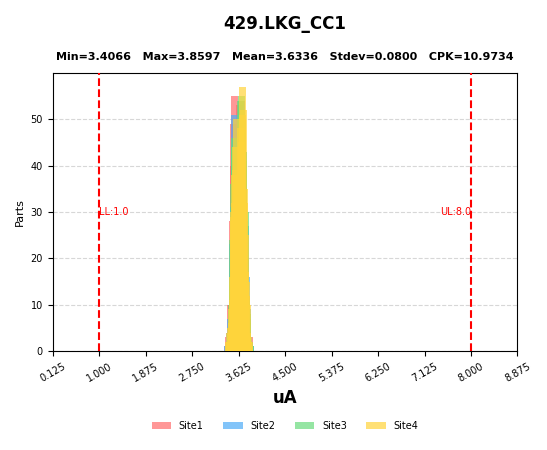 429.LKG_CC1
Min=3.4066 Max=3.8597 Mean=3.6336 Stdev=0.0800 CPK=10.9734
Parts
50
40
30
20
10
0
LL:1.0
UL:8.0
0.125 1.000 1.875 2.750 3.625 4.500 5.375 6.250 7.125 8.000 8.875
uA
Site1 Site2 Site3 Site4